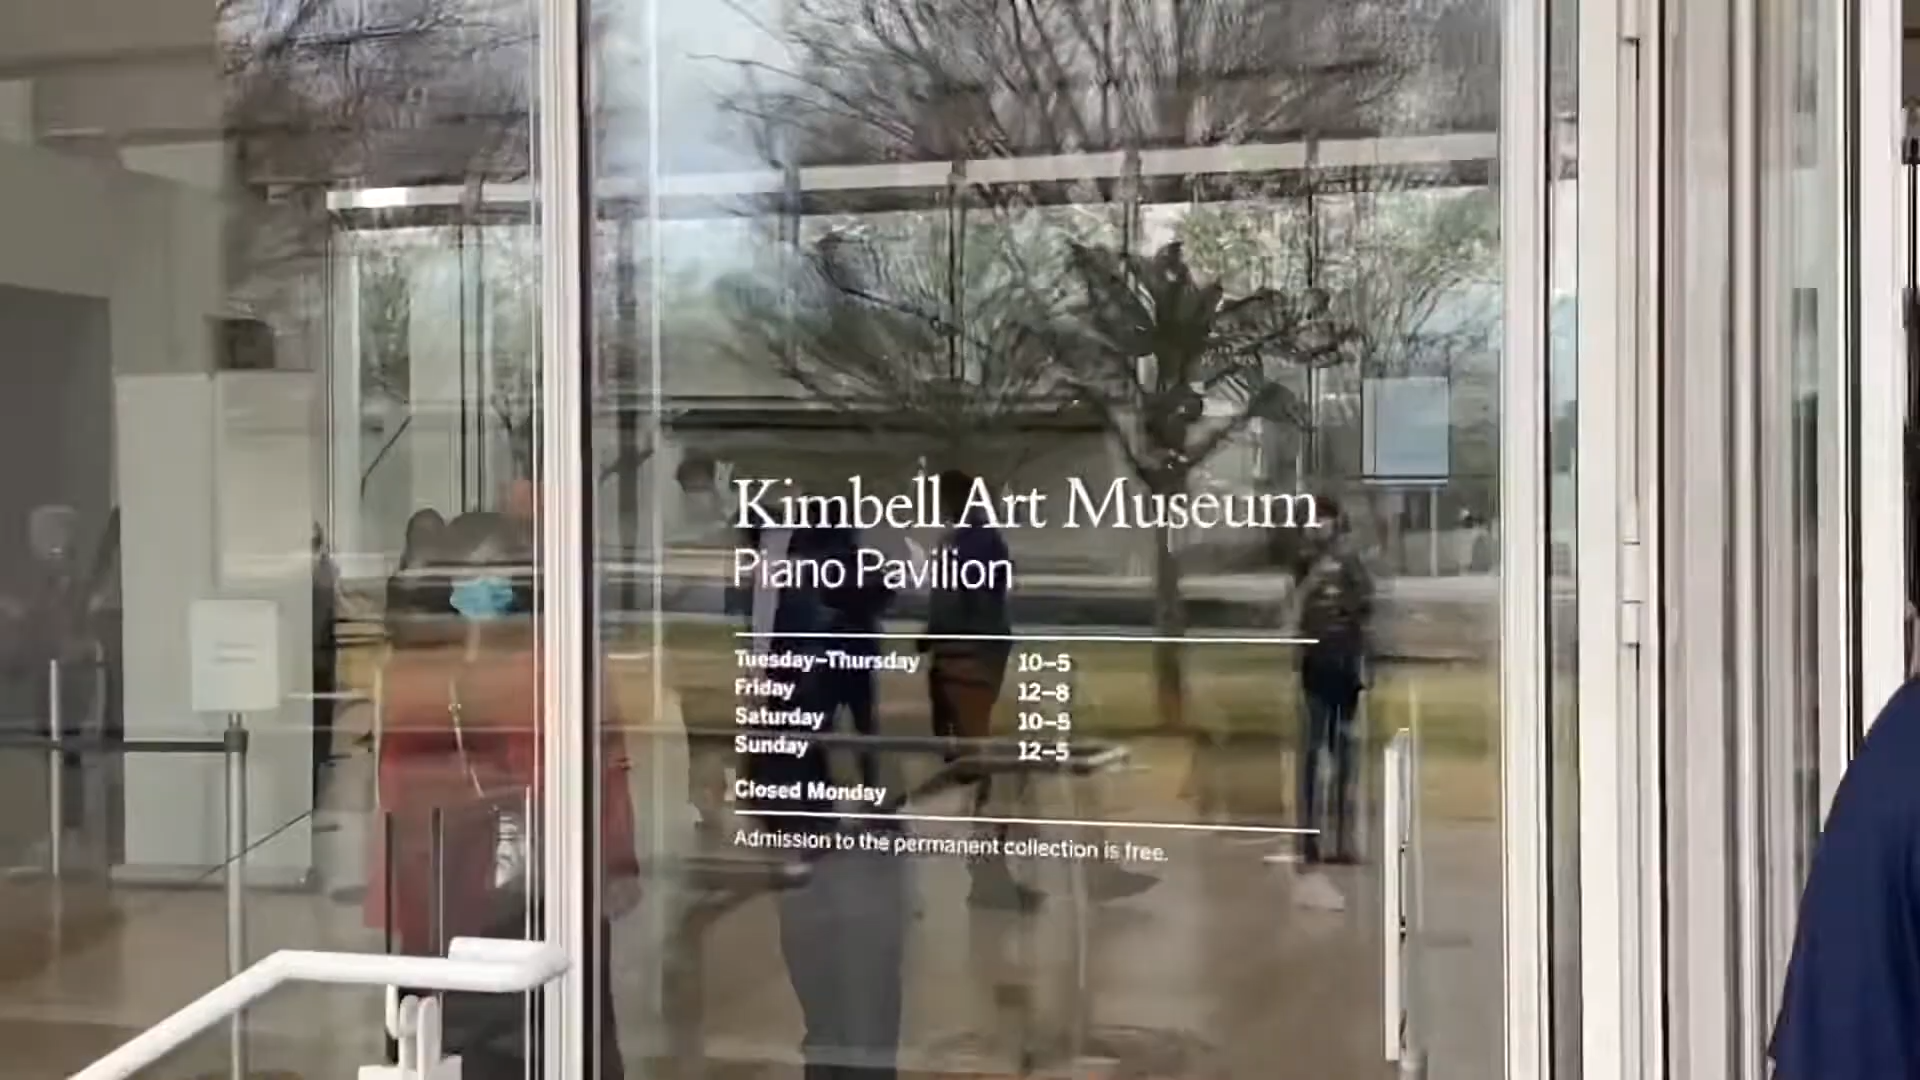 Kimbell Art Museum
Piano Pavilion
Tuesday–Thursday 10–5
Friday 12–8
Saturday 10–5
Sunday 12–5
Closed Monday
Admission to the permanent collection is free.